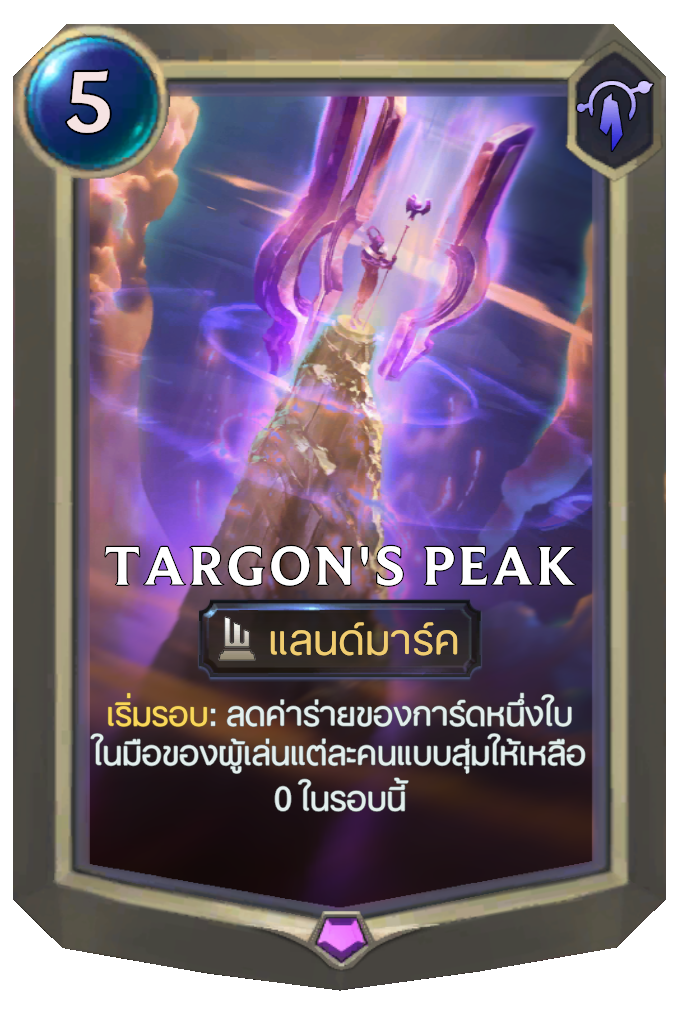 5
TARGON'S PEAK
แลนด์มาร์ค
เริ่มรอบ: ลดค่าร่ายของการ์ดหนึ่งใบ
ในมือของผู้เล่นแต่ละคนแบบสุ่มให้เหลือ
0 ในรอบนี้